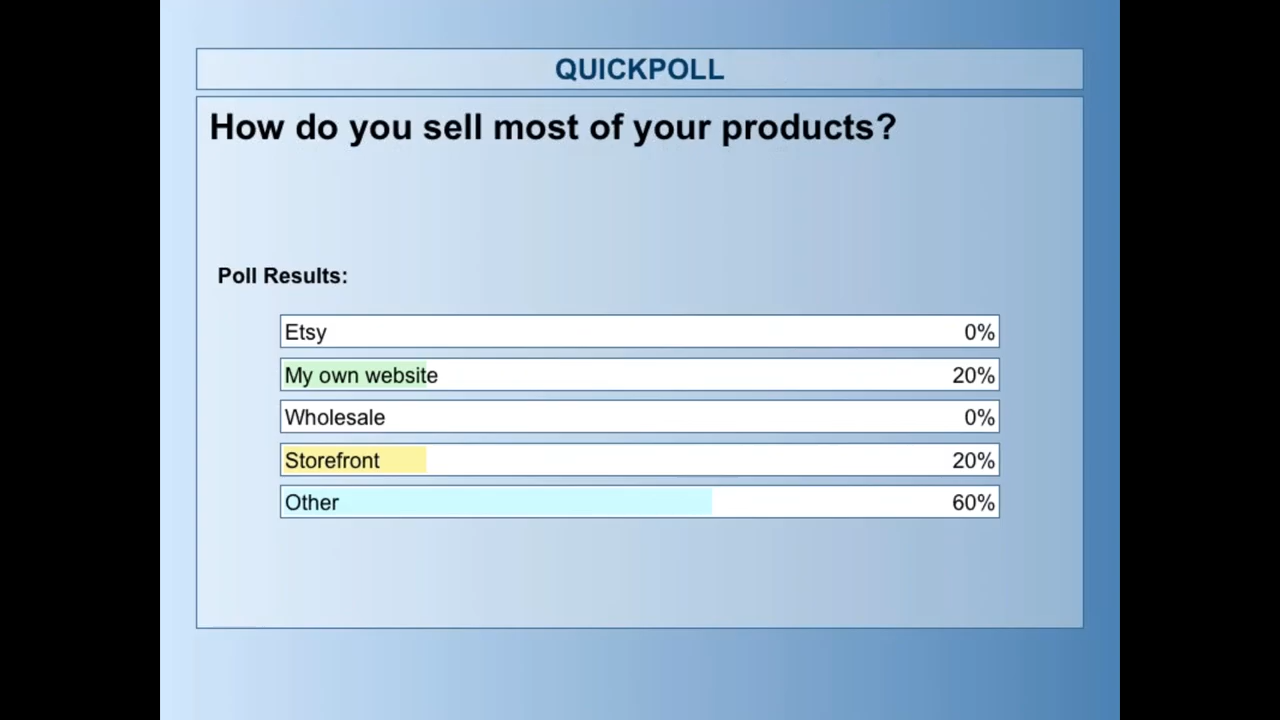 QUICKPOLL
How do you sell most of your products?
Poll Results:
Etsy 0%
My own website 20%
Wholesale 0%
Storefront 20%
Other 60%